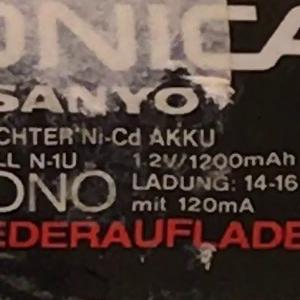 ONICA
SANYO
CHTER Ni-Cd AKKU
LL N-1U 1.2V/1200mAh
ONO LADUNG: 14-16
mit 120mA
EDERAUFLADE